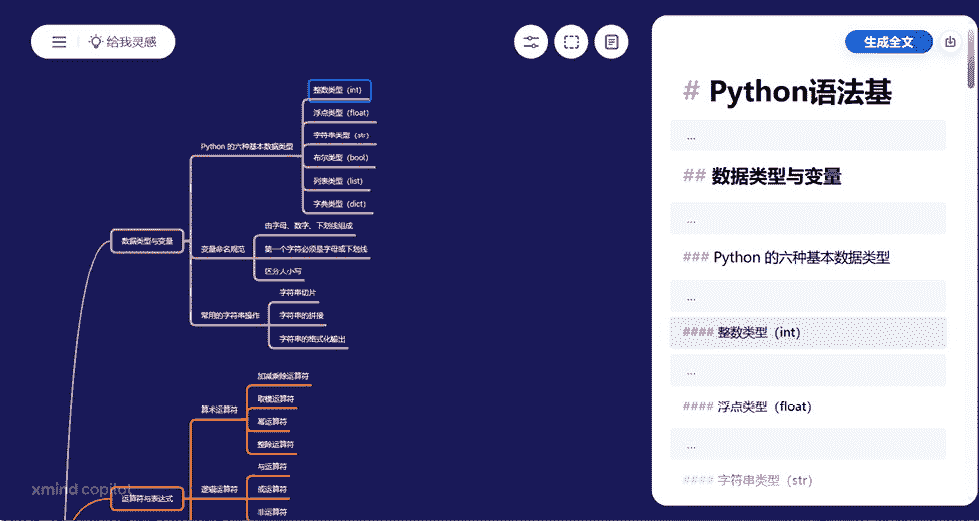 给我灵感
整数类型（int）
浮点类型（float）
Python 的六种基本数据类型
字符串类型（str）
布尔类型（bool）
列表类型（list）
字典类型（dict）
数据类型与变量
变量命名规范
由字母、数字、下划线组成
第一个字符必须是字母或下划线
区分大小写
常用的字符串操作
字符串切片
字符串的拼接
字符串的格式化输出
算术运算符
加减乘除运算符
取模运算符
幂运算符
整除运算符
运算符与表达式
逻辑运算符
与运算符
或运算符
非运算符
xmind copilot
生成全文
# Python语法基
...
## 数据类型与变量
...
### Python 的六种基本数据类型
...
#### 整数类型（int）
...
#### 浮点类型（float）
...
#### 字符串类型（str）